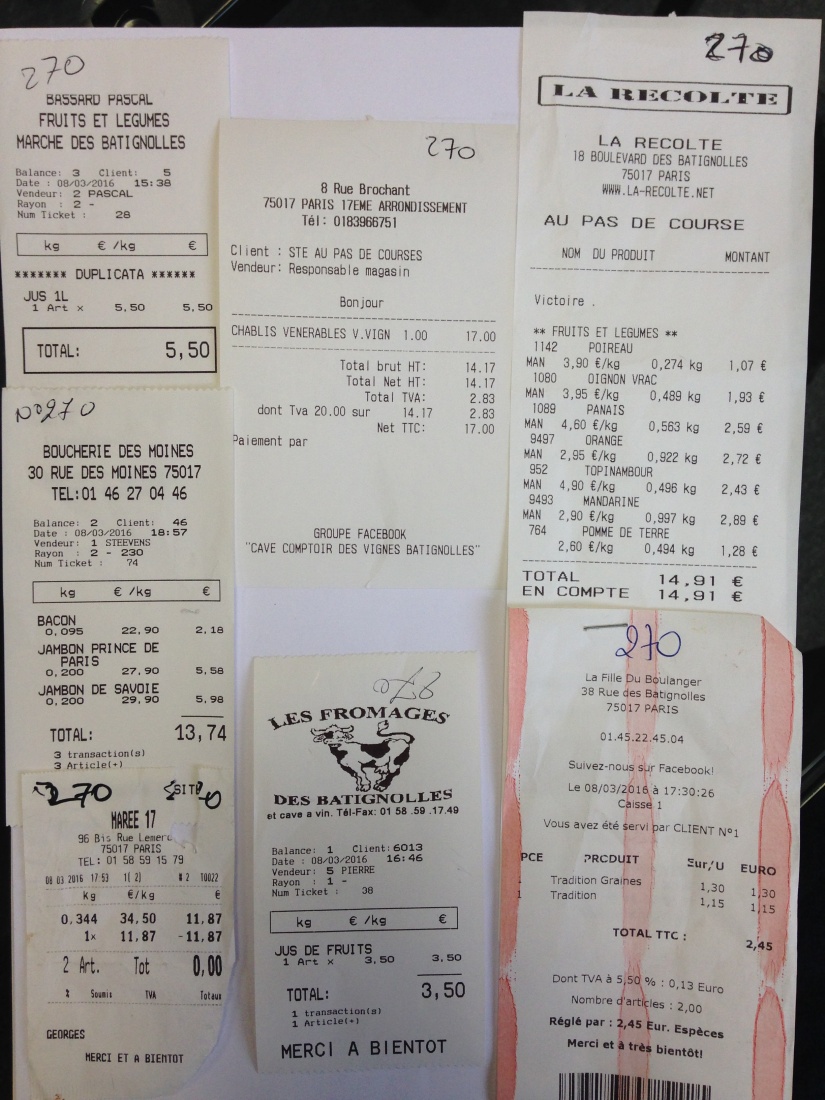 270
BASSARD PASCAL
FRUITS ET LEGUMES
MARCHE DES BATIGNOLLES
Balance: 3 Client: 5
Date : 08/03/2016 15:38
Vendeur: 2 PASCAL
Rayon : 2 -
Num Ticket : 28
kg € /kg €
******* DUPLICATA ******
JUS 1L
1 Art x 5,50 5,50
TOTAL: 5,50
N°270
BOUCHERIE DES MOINES
30 RUE DES MOINES 75017
TEL:01 46 27 04 46
Balance: 2 Client: 46
Date : 08/03/2016 18:57
Vendeur: 1 STEEVENS
Rayon : 2 - 230
Num Ticket : 74
kg € /kg €
BACON
0,095 22,90 2,18
JAMBON PRINCE DE
PARIS
0,200 27,90 5,58
JAMBON DE SAVOIE
0,200 29,90 5,98
TOTAL: 13,74
3 transaction(s)
3 Article(+)
270
SIT
MAREE 17
96 Bis Rue Lemerc
75017 PARIS
TEL: 01 58 59 15 79
08 03 2016 17 53 1( 2) # 2 10022
Kg €/kg €
0,344 34,50 11,87
1x 11,87 -11,87
2 Art. Tot 0,00
% Soumis TVA Totaux
GEORGES
MERCI ET A BIENTOT
270
8 Rue Brochant
75017 PARIS 17EME ARRONDISSEMENT
Tél: 0183966751
Client : STE AU PAS DE COURSES
Vendeur: Responsable magasin
Bonjour
CHABLIS VENERABLES V.VIGN 1.00 17.00
Total brut HT: 14.17
Total Net HT: 14.17
Total TVA: 2.83
dont Tva 20.00 sur 14.17 2.83
Net TTC: 17.00
Paiement par
GROUPE FACEBOOK
"CAVE COMPTOIR DES VIGNES BATIGNOLLES"
LES FROMAGES
DES BATIGNOLLES
et cave a vin. Tél-Fax: 01 58 .59 .17.49
Balance: 1 Client:6013
Date : 08/03/2016 16:46
Vendeur: 5 PIERRE
Rayon : 1 -
Num Ticket : 38
kg € /kg €
JUS DE FRUITS
1 Art x 3,50 3,50
TOTAL: 3,50
1 transaction(s)
1 Article(+)
MERCI A BIENTOT
270
LA RECOLTE
LA RECOLTE
18 BOULEVARD DES BATIGNOLLES
75017 PARIS
WWW.LA-RECOLTE.NET
AU PAS DE COURSE
NOM DU PRODUIT MONTANT
Victoire .
** FRUITS ET LEGUMES **
1142 POIREAU
MAN 3,90 €/kg 0,274 kg 1,07 €
1080 OIGNON VRAC
MAN 3,95 €/kg 0,489 kg 1,93 €
1089 PANAIS
MAN 4,60 €/kg 0,563 kg 2,59 €
9497 ORANGE
MAN 2,95 €/kg 0,922 kg 2,72 €
952 TOPINAMBOUR
MAN 4,90 €/kg 0,496 kg 2,43 €
9493 MANDARINE
MAN 2,90 €/kg 0,997 kg 2,89 €
764 POMME DE TERRE
2,60 €/kg 0,494 kg 1,28 €
TOTAL 14,91 €
EN COMPTE 14,91 €
270
La Fille Du Boulanger
38 Rue des Batignolles
75017 PARIS
01.45.22.45.04
Suivez-nous sur Facebook!
Le 08/03/2016 à 17:30:26
Caisse 1
Vous avez été servi par CLIENT N°1
PCE PRODUIT Eur/U EURO
Tradition Graines 1,30 1,30
1 Tradition 1,15 1,15
TOTAL TTC : 2,45
Dont TVA à 5,50 % : 0,13 Euro
Nombre d'articles : 2,00
Réglé par : 2,45 Eur. Espèces
Merci et à très bientôt!